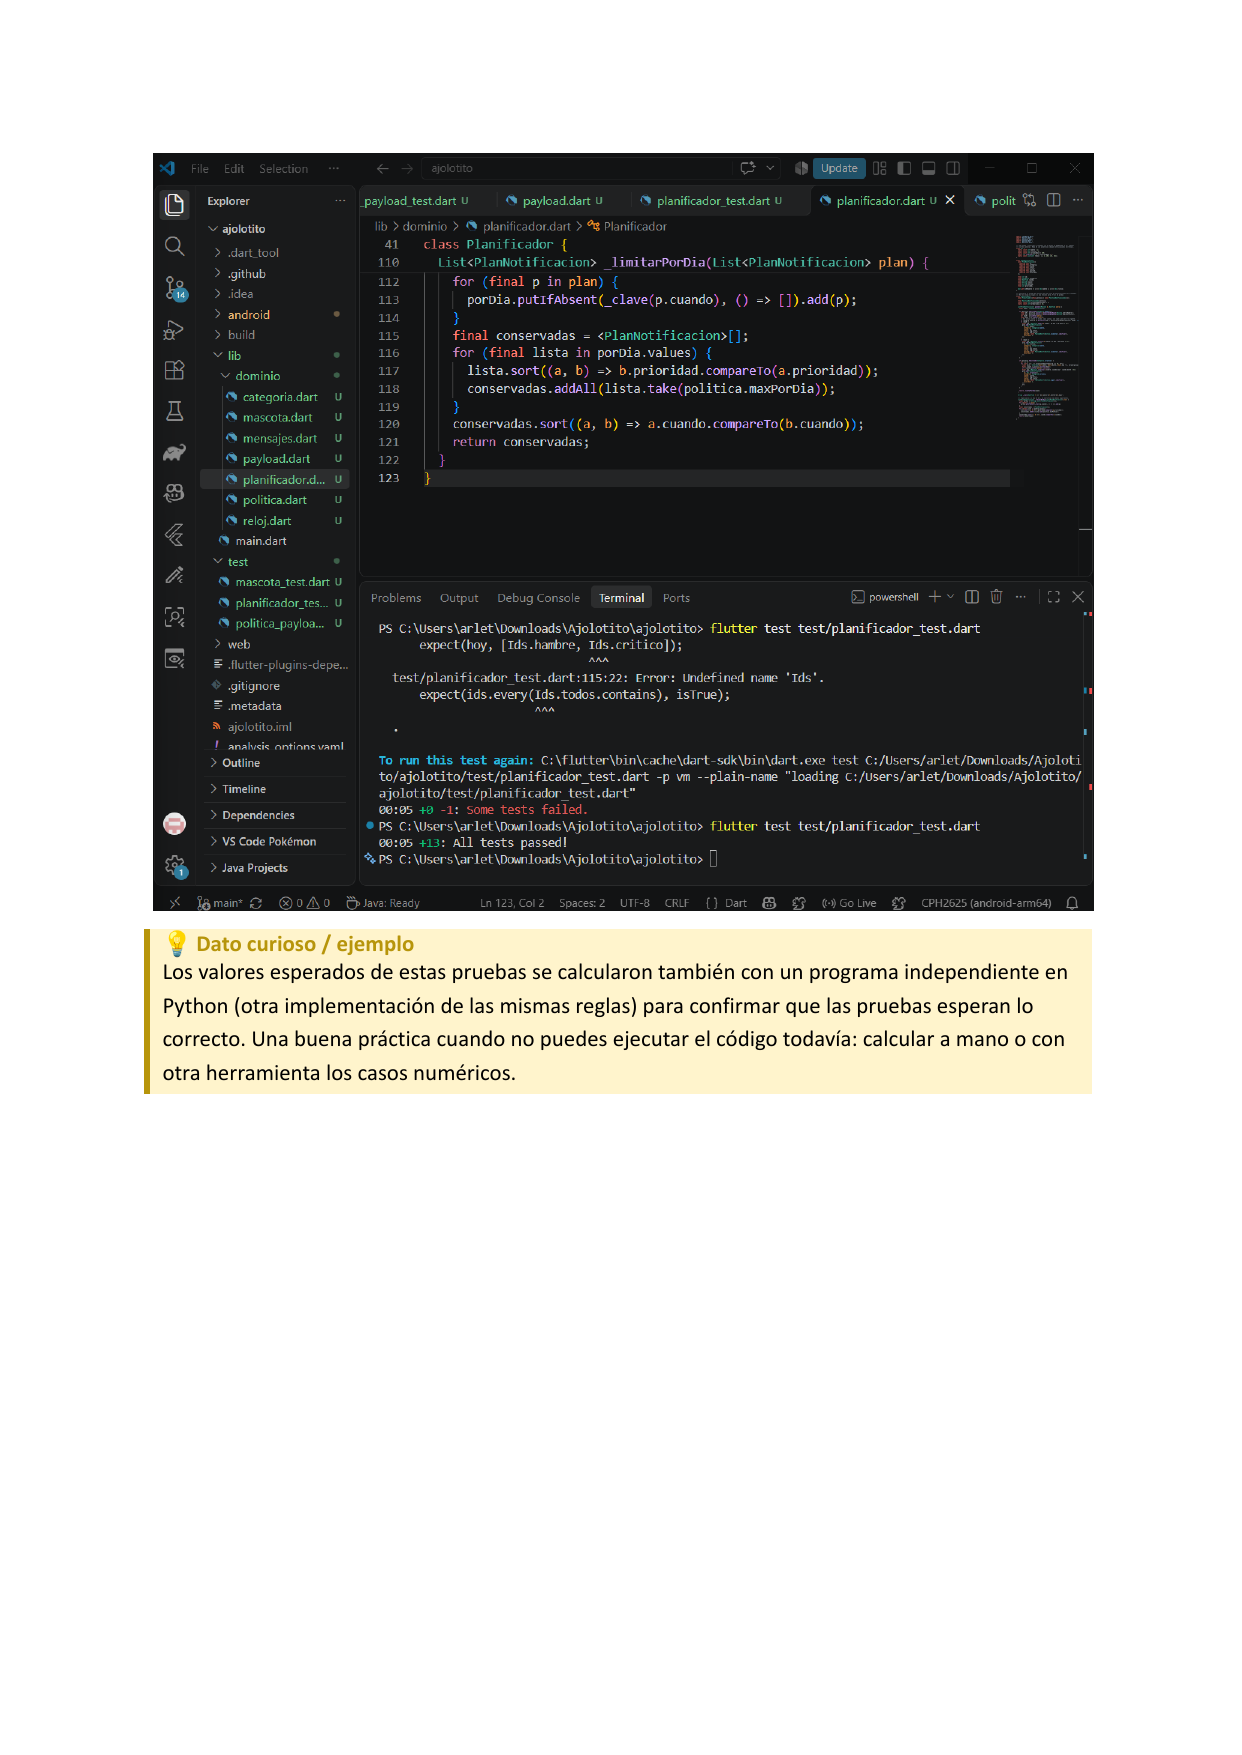 File Edit Selection ··· ajolotito Update
Explorer ···
ajolotito
.dart_tool
.github
.idea
android
build
lib
dominio
categoria.dart U
mascota.dart U
mensajes.dart U
payload.dart U
planificador.d... U
politica.dart U
reloj.dart U
main.dart
test
mascota_test.dart U
planificador_tes... U
politica_payloa... U
web
.flutter-plugins-depe...
.gitignore
.metadata
ajolotito.iml
analysis_options.yaml
Outline
Timeline
Dependencies
VS Code Pokémon
Java Projects
14
1
_payload_test.dart U payload.dart U planificador_test.dart U planificador.dart U polit
lib > dominio > planificador.dart > Planificador
41 class Planificador {
110 List<PlanNotificacion> _limitarPorDia(List<PlanNotificacion> plan) {
112 for (final p in plan) {
113 porDia.putIfAbsent(_clave(p.cuando), () => []).add(p);
114 }
115 final conservadas = <PlanNotificacion>[];
116 for (final lista in porDia.values) {
117 lista.sort((a, b) => b.prioridad.compareTo(a.prioridad));
118 conservadas.addAll(lista.take(politica.maxPorDia));
119 }
120 conservadas.sort((a, b) => a.cuando.compareTo(b.cuando));
121 return conservadas;
122 }
123 }
Problems Output Debug Console Terminal Ports powershell
PS C:\Users\arlet\Downloads\Ajolotito\ajolotito> flutter test test/planificador_test.dart
expect(hoy, [Ids.hambre, Ids.critico]);
^^^
test/planificador_test.dart:115:22: Error: Undefined name 'Ids'.
expect(ids.every(Ids.todos.contains), isTrue);
^^^
.
To run this test again: C:\flutter\bin\cache\dart-sdk\bin\dart.exe test C:/Users/arlet/Downloads/Ajoloti
to/ajolotito/test/planificador_test.dart -p vm --plain-name "loading C:/Users/arlet/Downloads/Ajolotito/
ajolotito/test/planificador_test.dart"
00:05 +0 -1: Some tests failed.
PS C:\Users\arlet\Downloads\Ajolotito\ajolotito> flutter test test/planificador_test.dart
00:05 +13: All tests passed!
PS C:\Users\arlet\Downloads\Ajolotito\ajolotito>
main* 0 0 Java: Ready Ln 123, Col 2 Spaces: 2 UTF-8 CRLF { } Dart Go Live CPH2625 (android-arm64)
Dato curioso / ejemplo
Los valores esperados de estas pruebas se calcularon también con un programa independiente en
Python (otra implementación de las mismas reglas) para confirmar que las pruebas esperan lo
correcto. Una buena práctica cuando no puedes ejecutar el código todavía: calcular a mano o con
otra herramienta los casos numéricos.